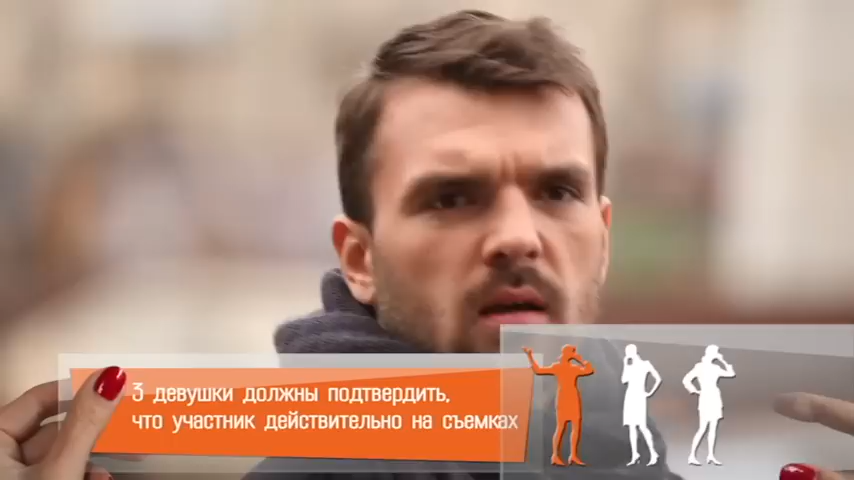 3 девушки должны подтвердить,
что участник действительно на съемках